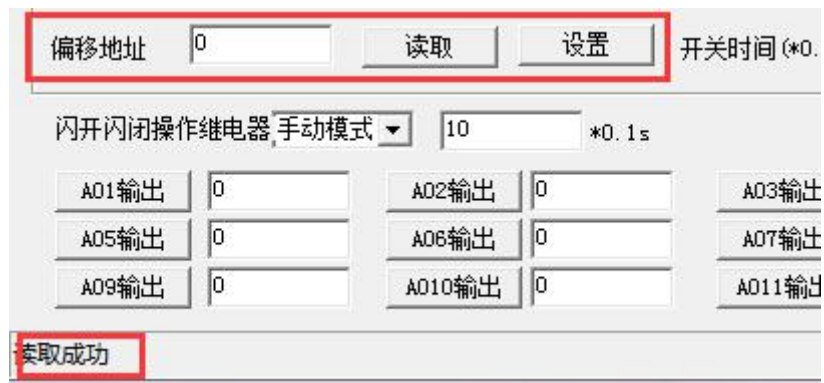 偏移地址 0 读取 设置 开关时间(*0.
闪开闪闭操作继电器 手动模式 10 *0.1s
A01输出 0 A02输出 0 A03输出
A05输出 0 A06输出 0 A07输出
A09输出 0 A010输出 0 A011输出
读取成功